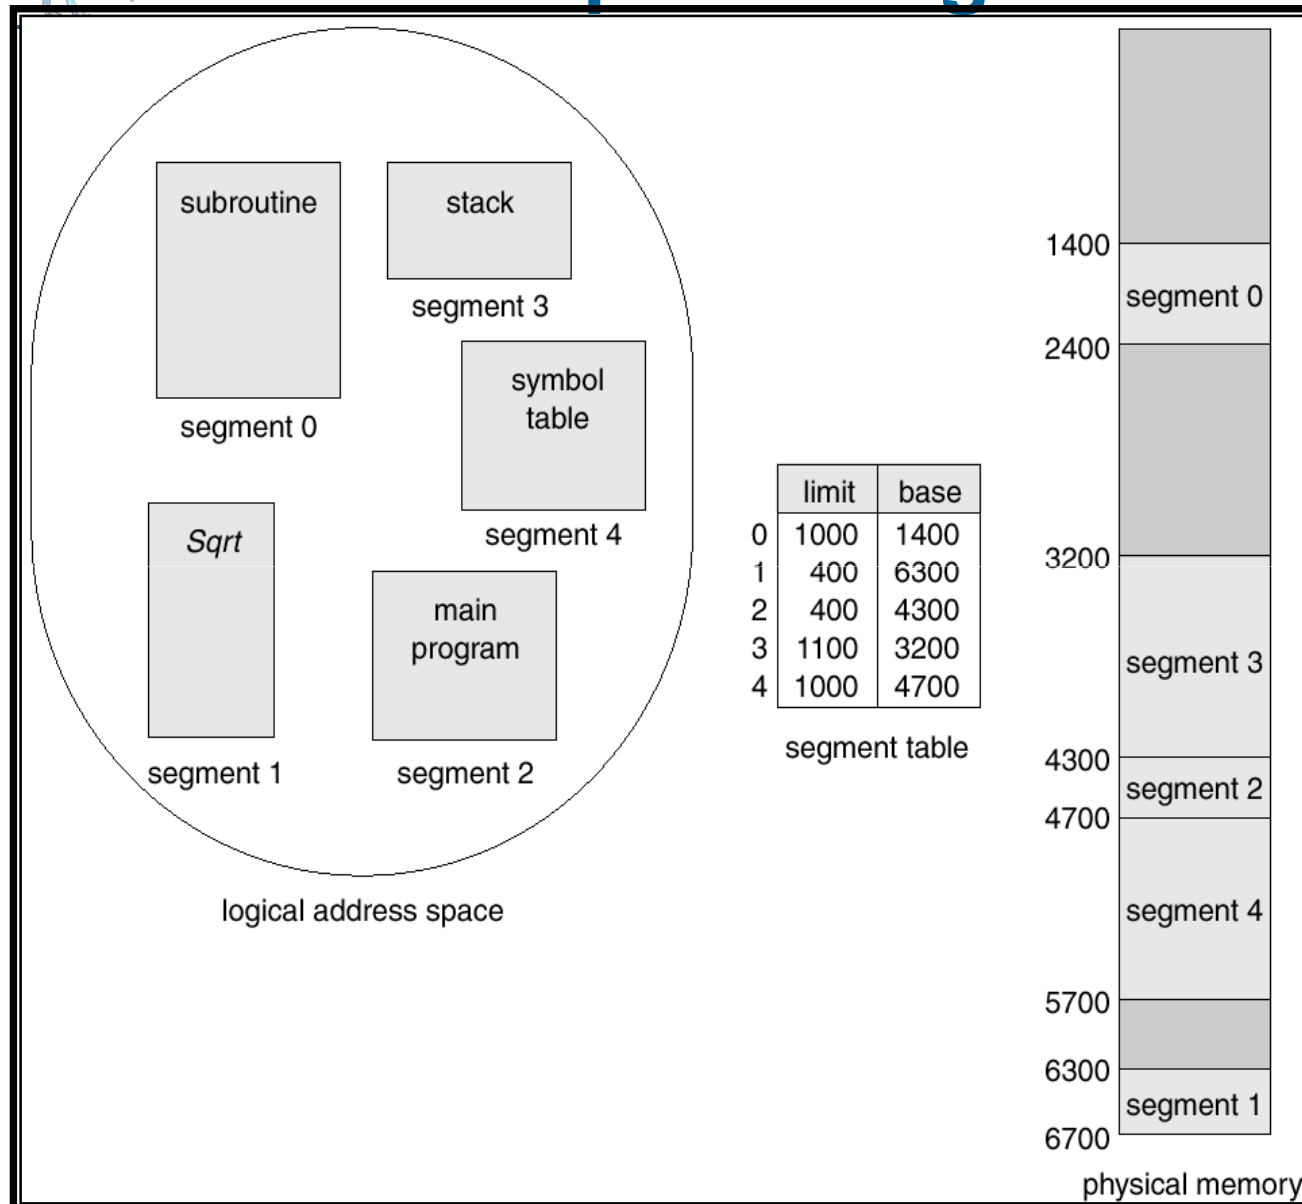 subroutine
segment 0
stack
segment 3
symbol
table
segment 4
Sqrt
segment 1
main
program
segment 2
logical address space
limit base
0 1000 1400
1 400 6300
2 400 4300
3 1100 3200
4 1000 4700
segment table
1400
segment 0
2400
3200
segment 3
4300
segment 2
4700
segment 4
5700
6300
segment 1
6700
physical memory